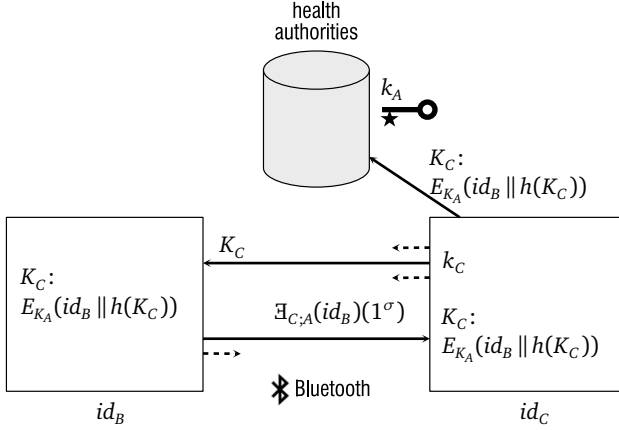 health
authorities
k_A
K_C:
E_{K_A}(id_B || h(K_C))
K_C
k_C
K_C:
E_{K_A}(id_B || h(K_C))
Ǝ_{C;A}(id_B)(1^σ)
K_C:
E_{K_A}(id_B || h(K_C))
Bluetooth
id_B
id_C